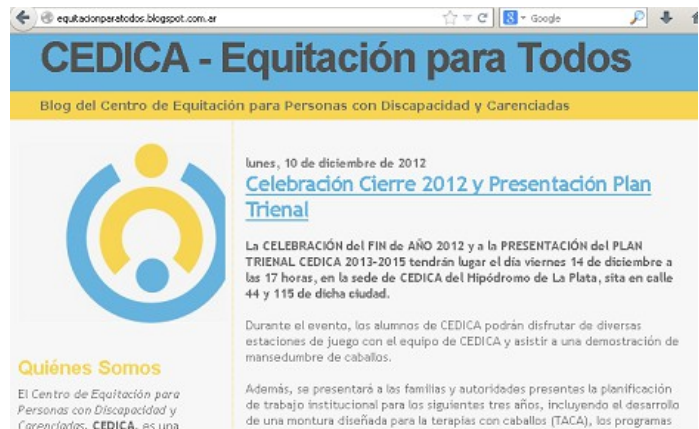 equitacionparatodos.blogspot.com.ar
Google
CEDICA - Equitación para Todos
Blog del Centro de Equitación para Personas con Discapacidad y Carenciadas
lunes, 10 de diciembre de 2012
Celebración Cierre 2012 y Presentación Plan
Trienal
La CELEBRACIÓN del FIN de AÑO 2012 y a la PRESENTACIÓN del PLAN
TRIENAL CEDICA 2013-2015 tendrán lugar el día viernes 14 de diciembre a
las 17 horas, en la sede de CEDICA del Hipódromo de La Plata, sita en calle
44 y 115 de dicha ciudad.
Durante el evento, los alumnos de CEDICA podrán disfrutar de diversas
estaciones de juego con el equipo de CEDICA y asistir a una demostración de
mansedumbre de caballos.
Además, se presentará a las familias y autoridades presentes la planificación
de trabajo institucional para los siguientes tres años, incluyendo el desarrollo
de una montura diseñada para la terapias con caballos (TACA), los programas
Quiénes Somos
El Centro de Equitación para
Personas con Discapacidad y
Carenciadas, CEDICA, es una